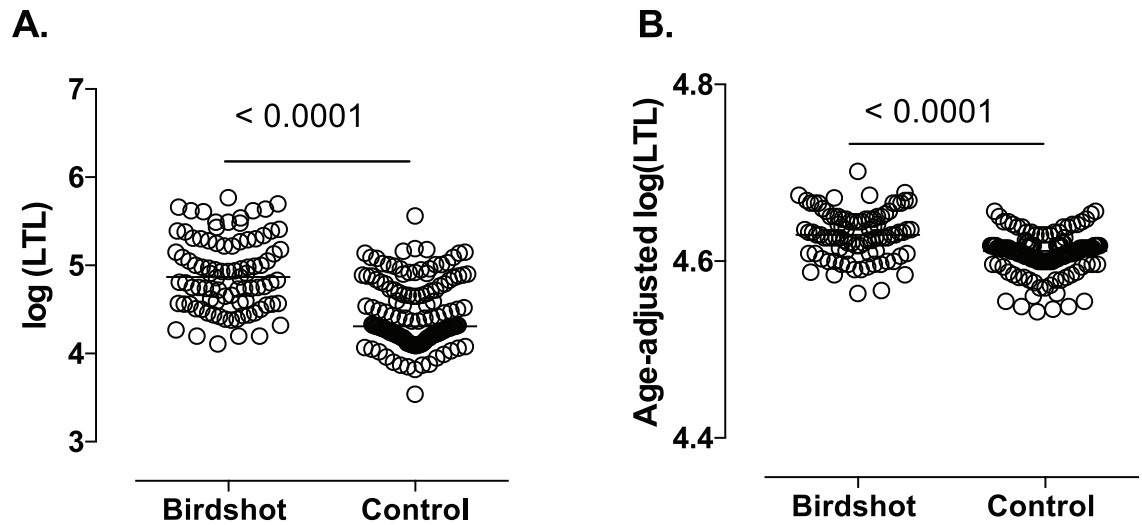 A.
7
6
5
4
3
log (LTL)
< 0.0001
Birdshot
Control
B.
4.8
4.6
4.4
Age-adjusted log(LTL)
< 0.0001
Birdshot
Control